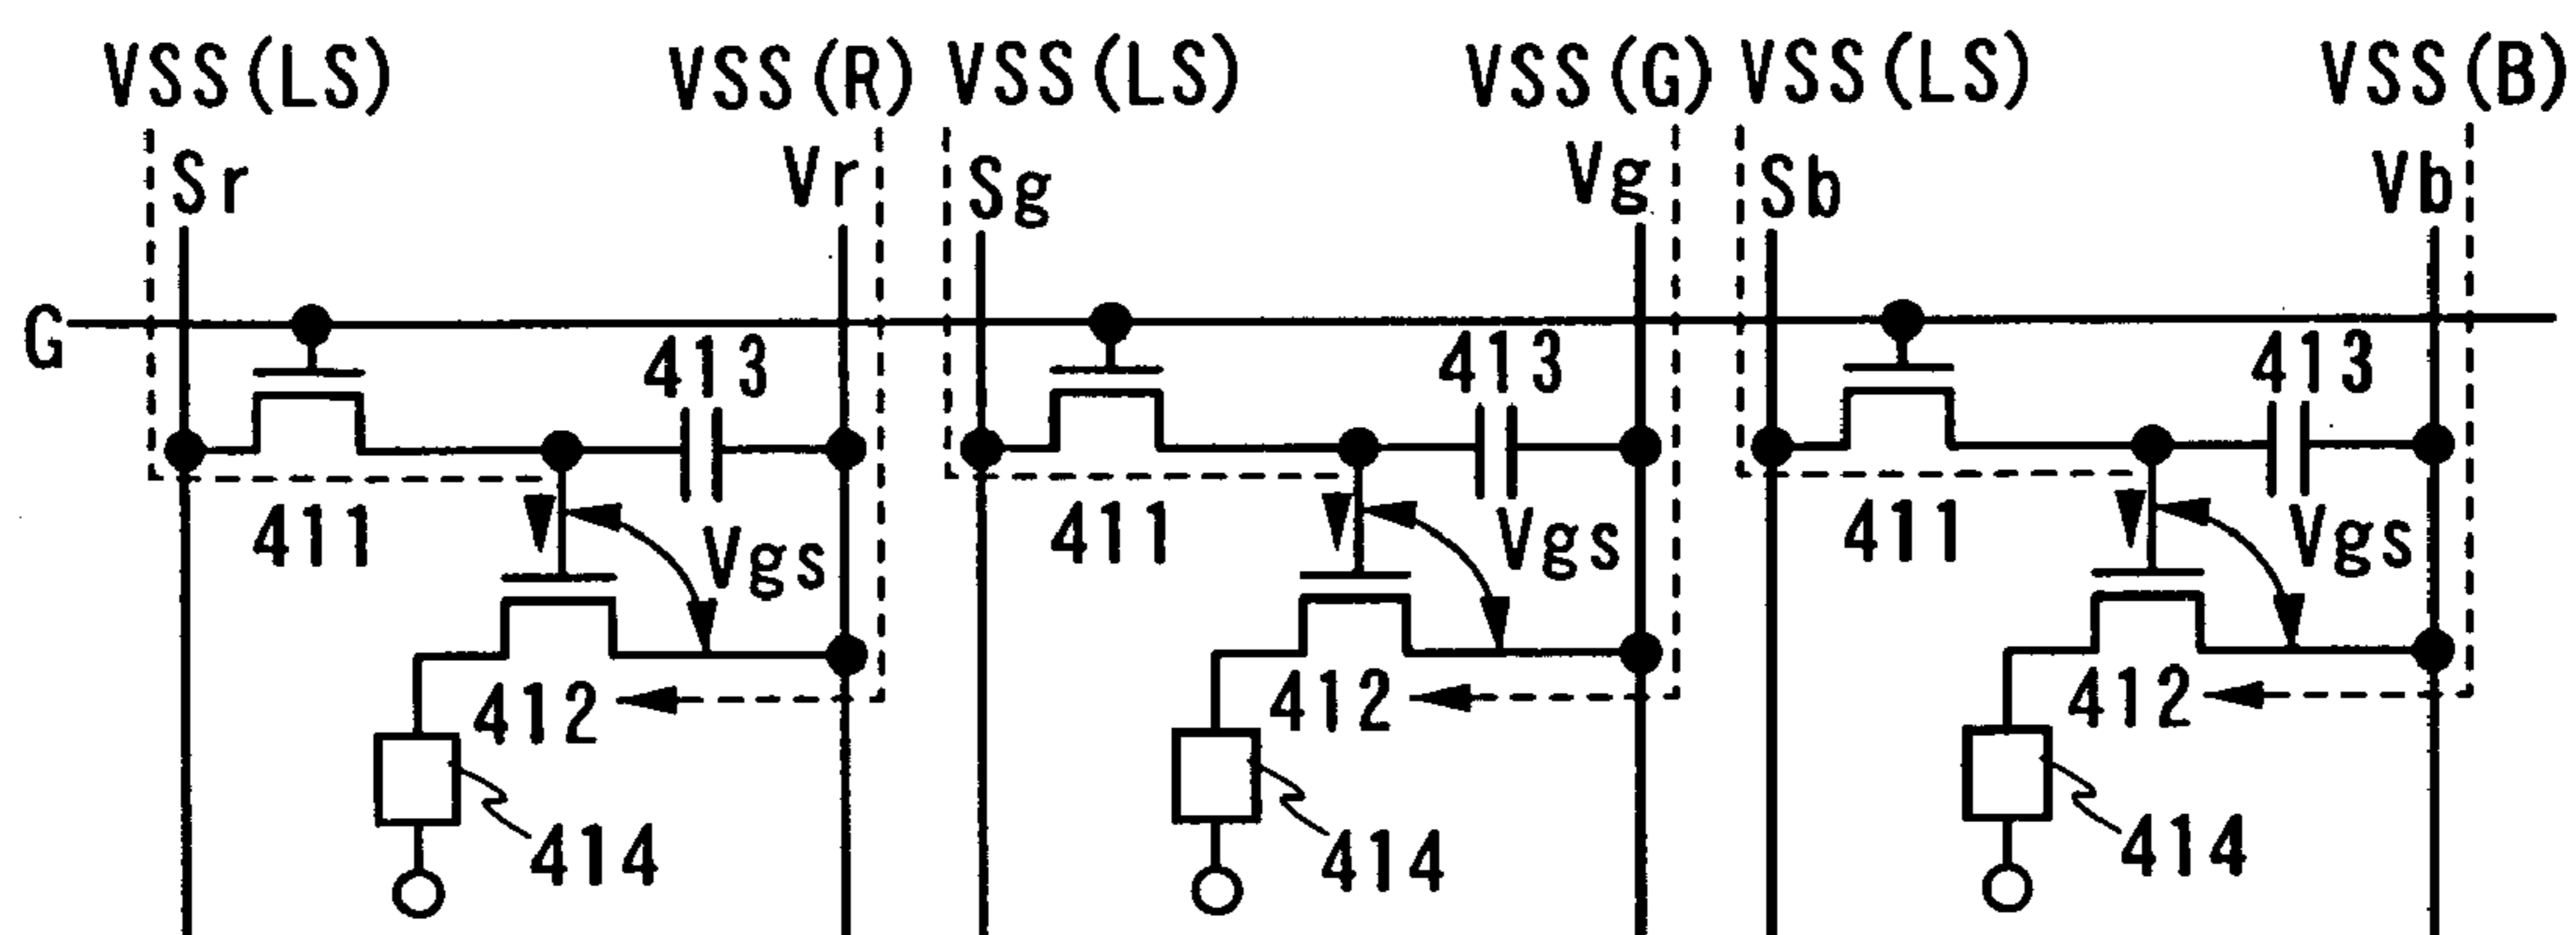 VSS(LS) VSS(R) VSS(LS) VSS(G) VSS(LS) VSS(B)
Sr Vr Sg Vg Sb Vb
G
413 413 413
411 Vgs 411 Vgs 411 Vgs
412 412 412
414 414 414